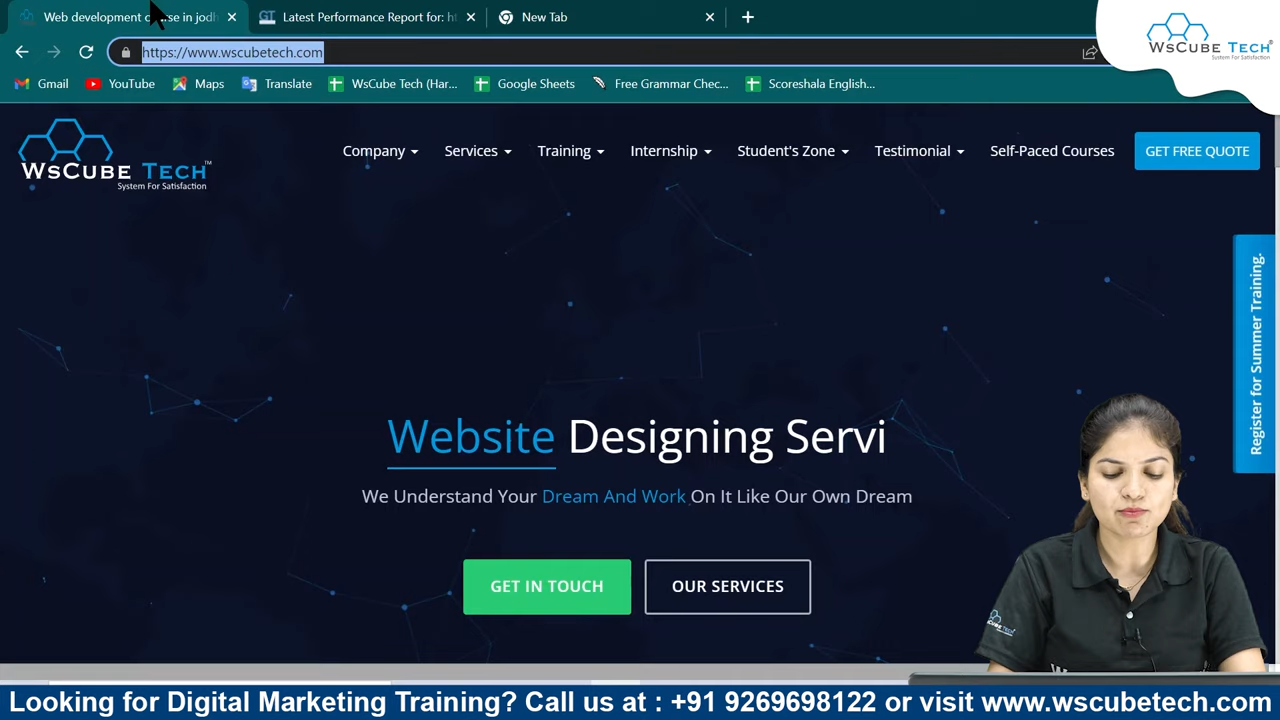 Web development course in jodh
Latest Performance Report for: ht
New Tab
https://www.wscubetech.com
Gmail
YouTube
Maps
Translate
WsCube Tech (Har...
Google Sheets
Free Grammar Chec...
Scoreshala English...
WsCube Tech
System For Satisfaction
WsCube Tech™
System For Satisfaction
Company
Services
Training
Internship
Student's Zone
Testimonial
Self-Paced Courses
GET FREE QUOTE
Register for Summer Training.
Website Designing Servi
We Understand Your Dream And Work On It Like Our Own Dream
GET IN TOUCH
OUR SERVICES
WsCube Tech
Looking for Digital Marketing Training? Call us at : +91 9269698122 or visit www.wscubetech.com